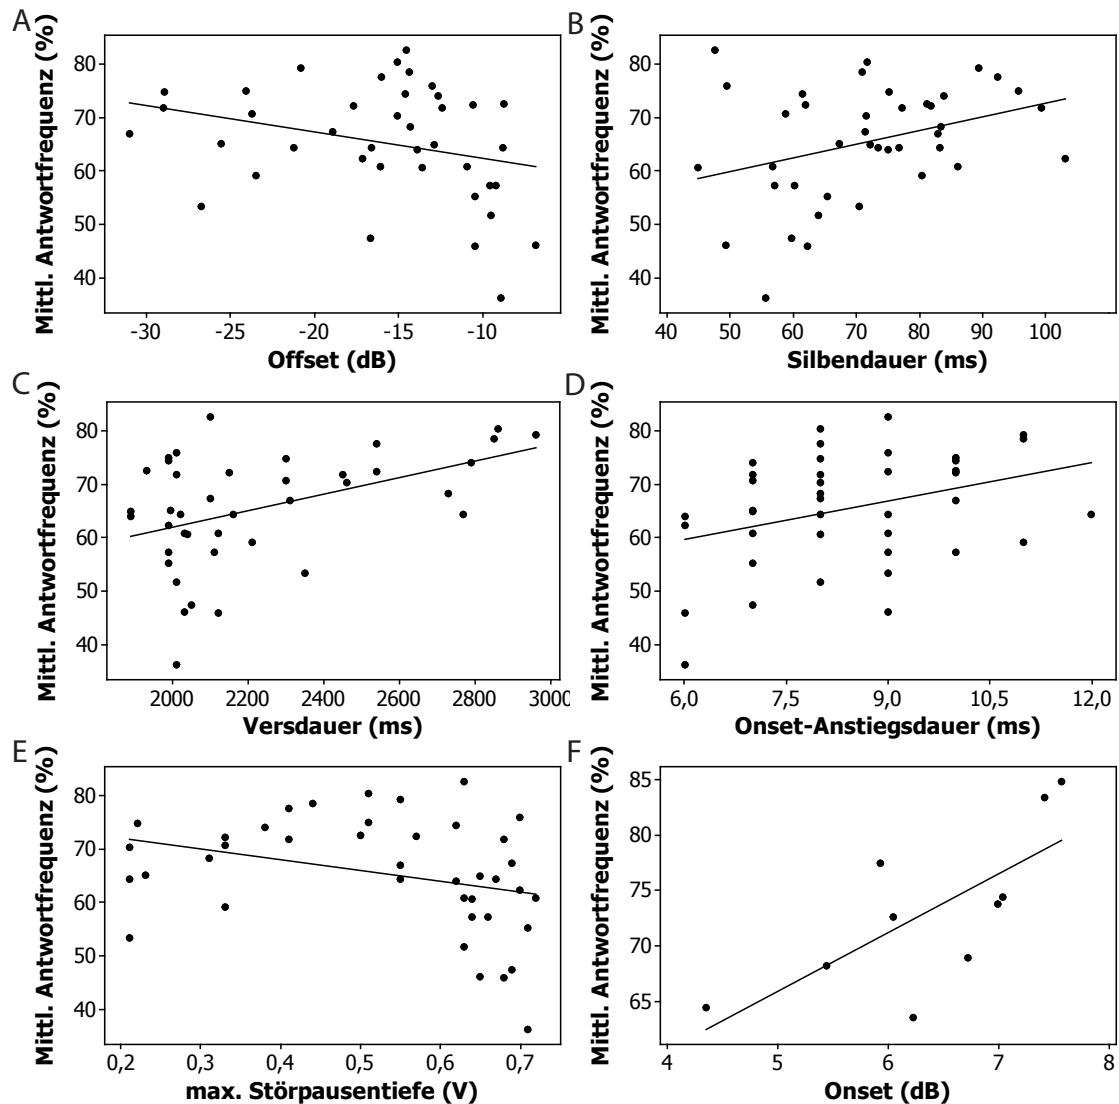 A
Mittl. Antwortfrequenz (%)
80
70
60
50
40
-30 -25 -20 -15 -10
Offset (dB)
B
Mittl. Antwortfrequenz (%)
80
70
60
50
40
40 50 60 70 80 90 100
Silbendauer (ms)
C
Mittl. Antwortfrequenz (%)
80
70
60
50
40
2000 2200 2400 2600 2800 3000
Versdauer (ms)
D
Mittl. Antwortfrequenz (%)
80
70
60
50
40
6,0 7,5 9,0 10,5 12,0
Onset-Anstiegsdauer (ms)
E
Mittl. Antwortfrequenz (%)
80
70
60
50
40
0,2 0,3 0,4 0,5 0,6 0,7
max. Störpausentiefe (V)
F
Mittl. Antwortfrequenz (%)
85
80
75
70
65
4 5 6 7 8
Onset (dB)